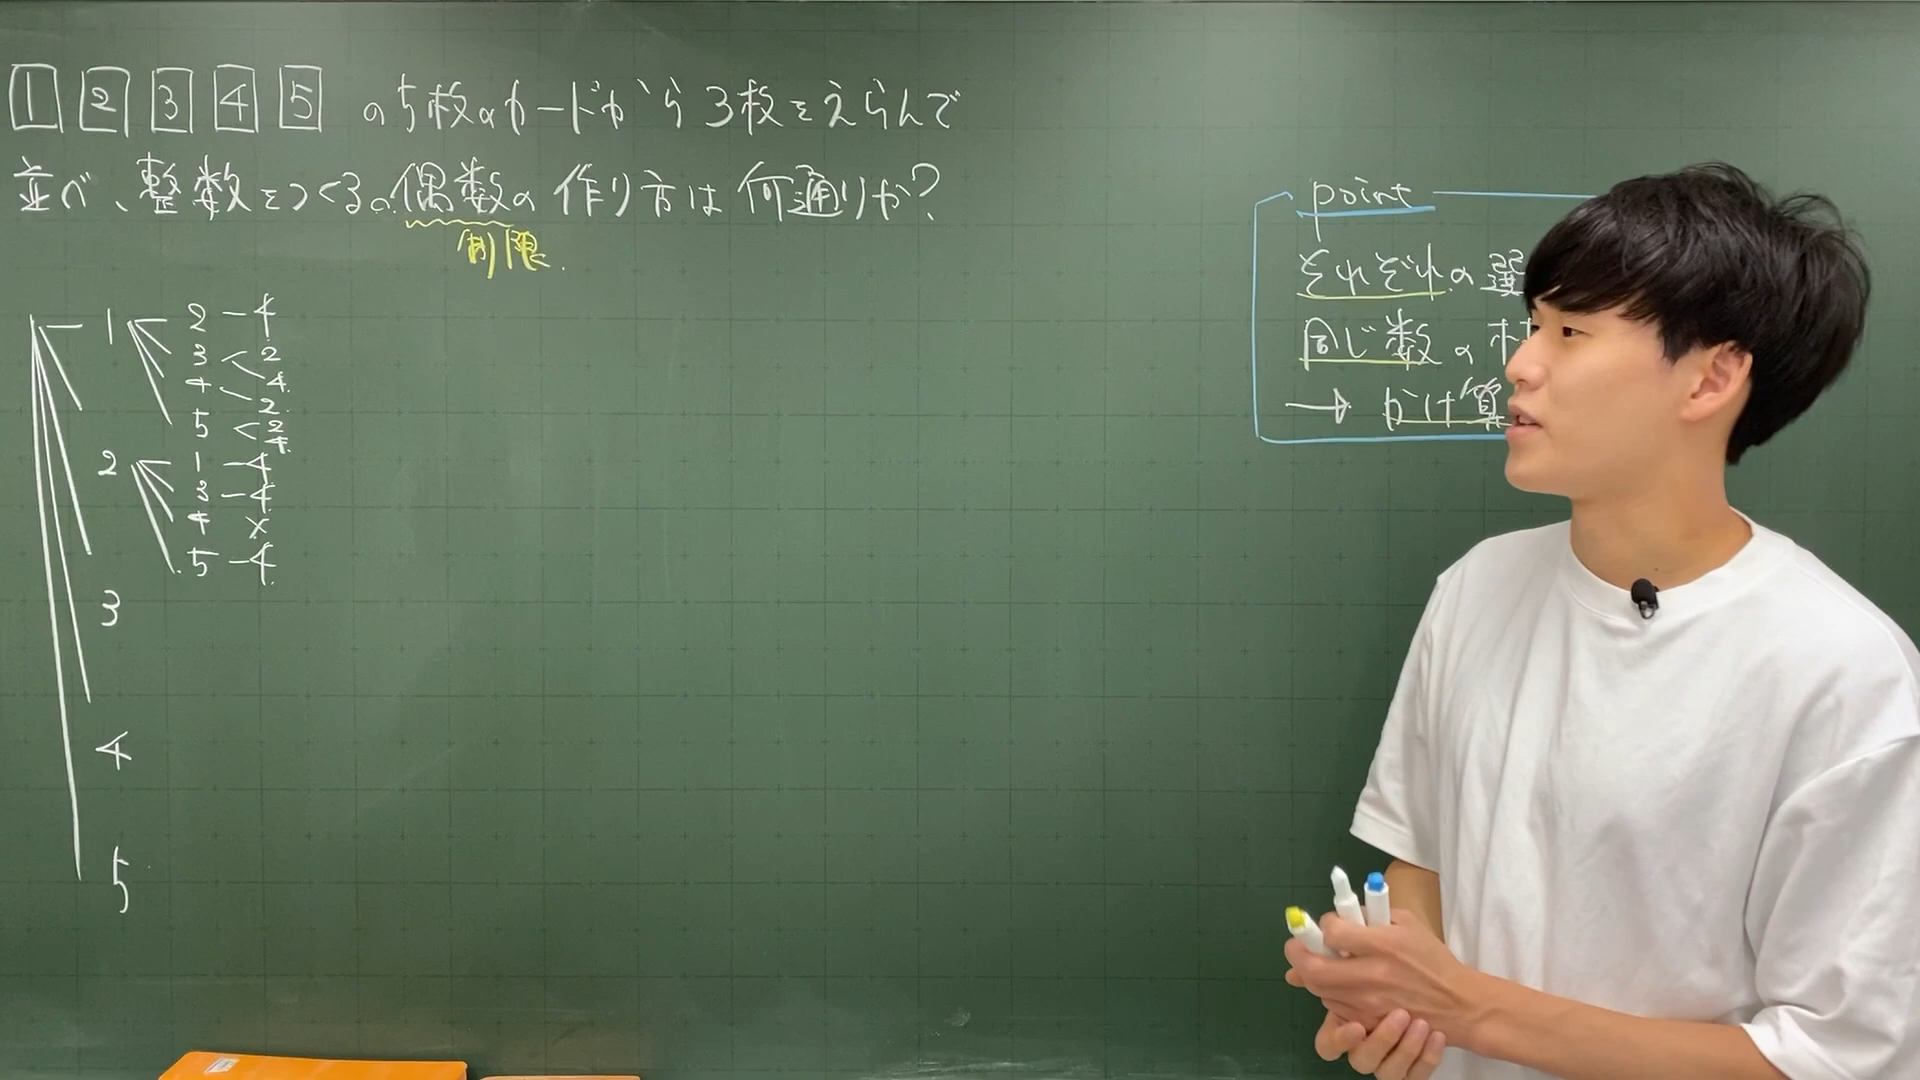 1 2 3 4 5 の5枚のカードから3枚をえらんで
並べ、整数をつくる。偶数の作り方は何通りか?
制限.
point
それぞれの選
同じ数の
→ かけ算
1 2 - 4
3 < 2 4
4 - 2
5 < 2 4
2 1 - 4
3 - 4
4 ×
5 - 4
3
4
5